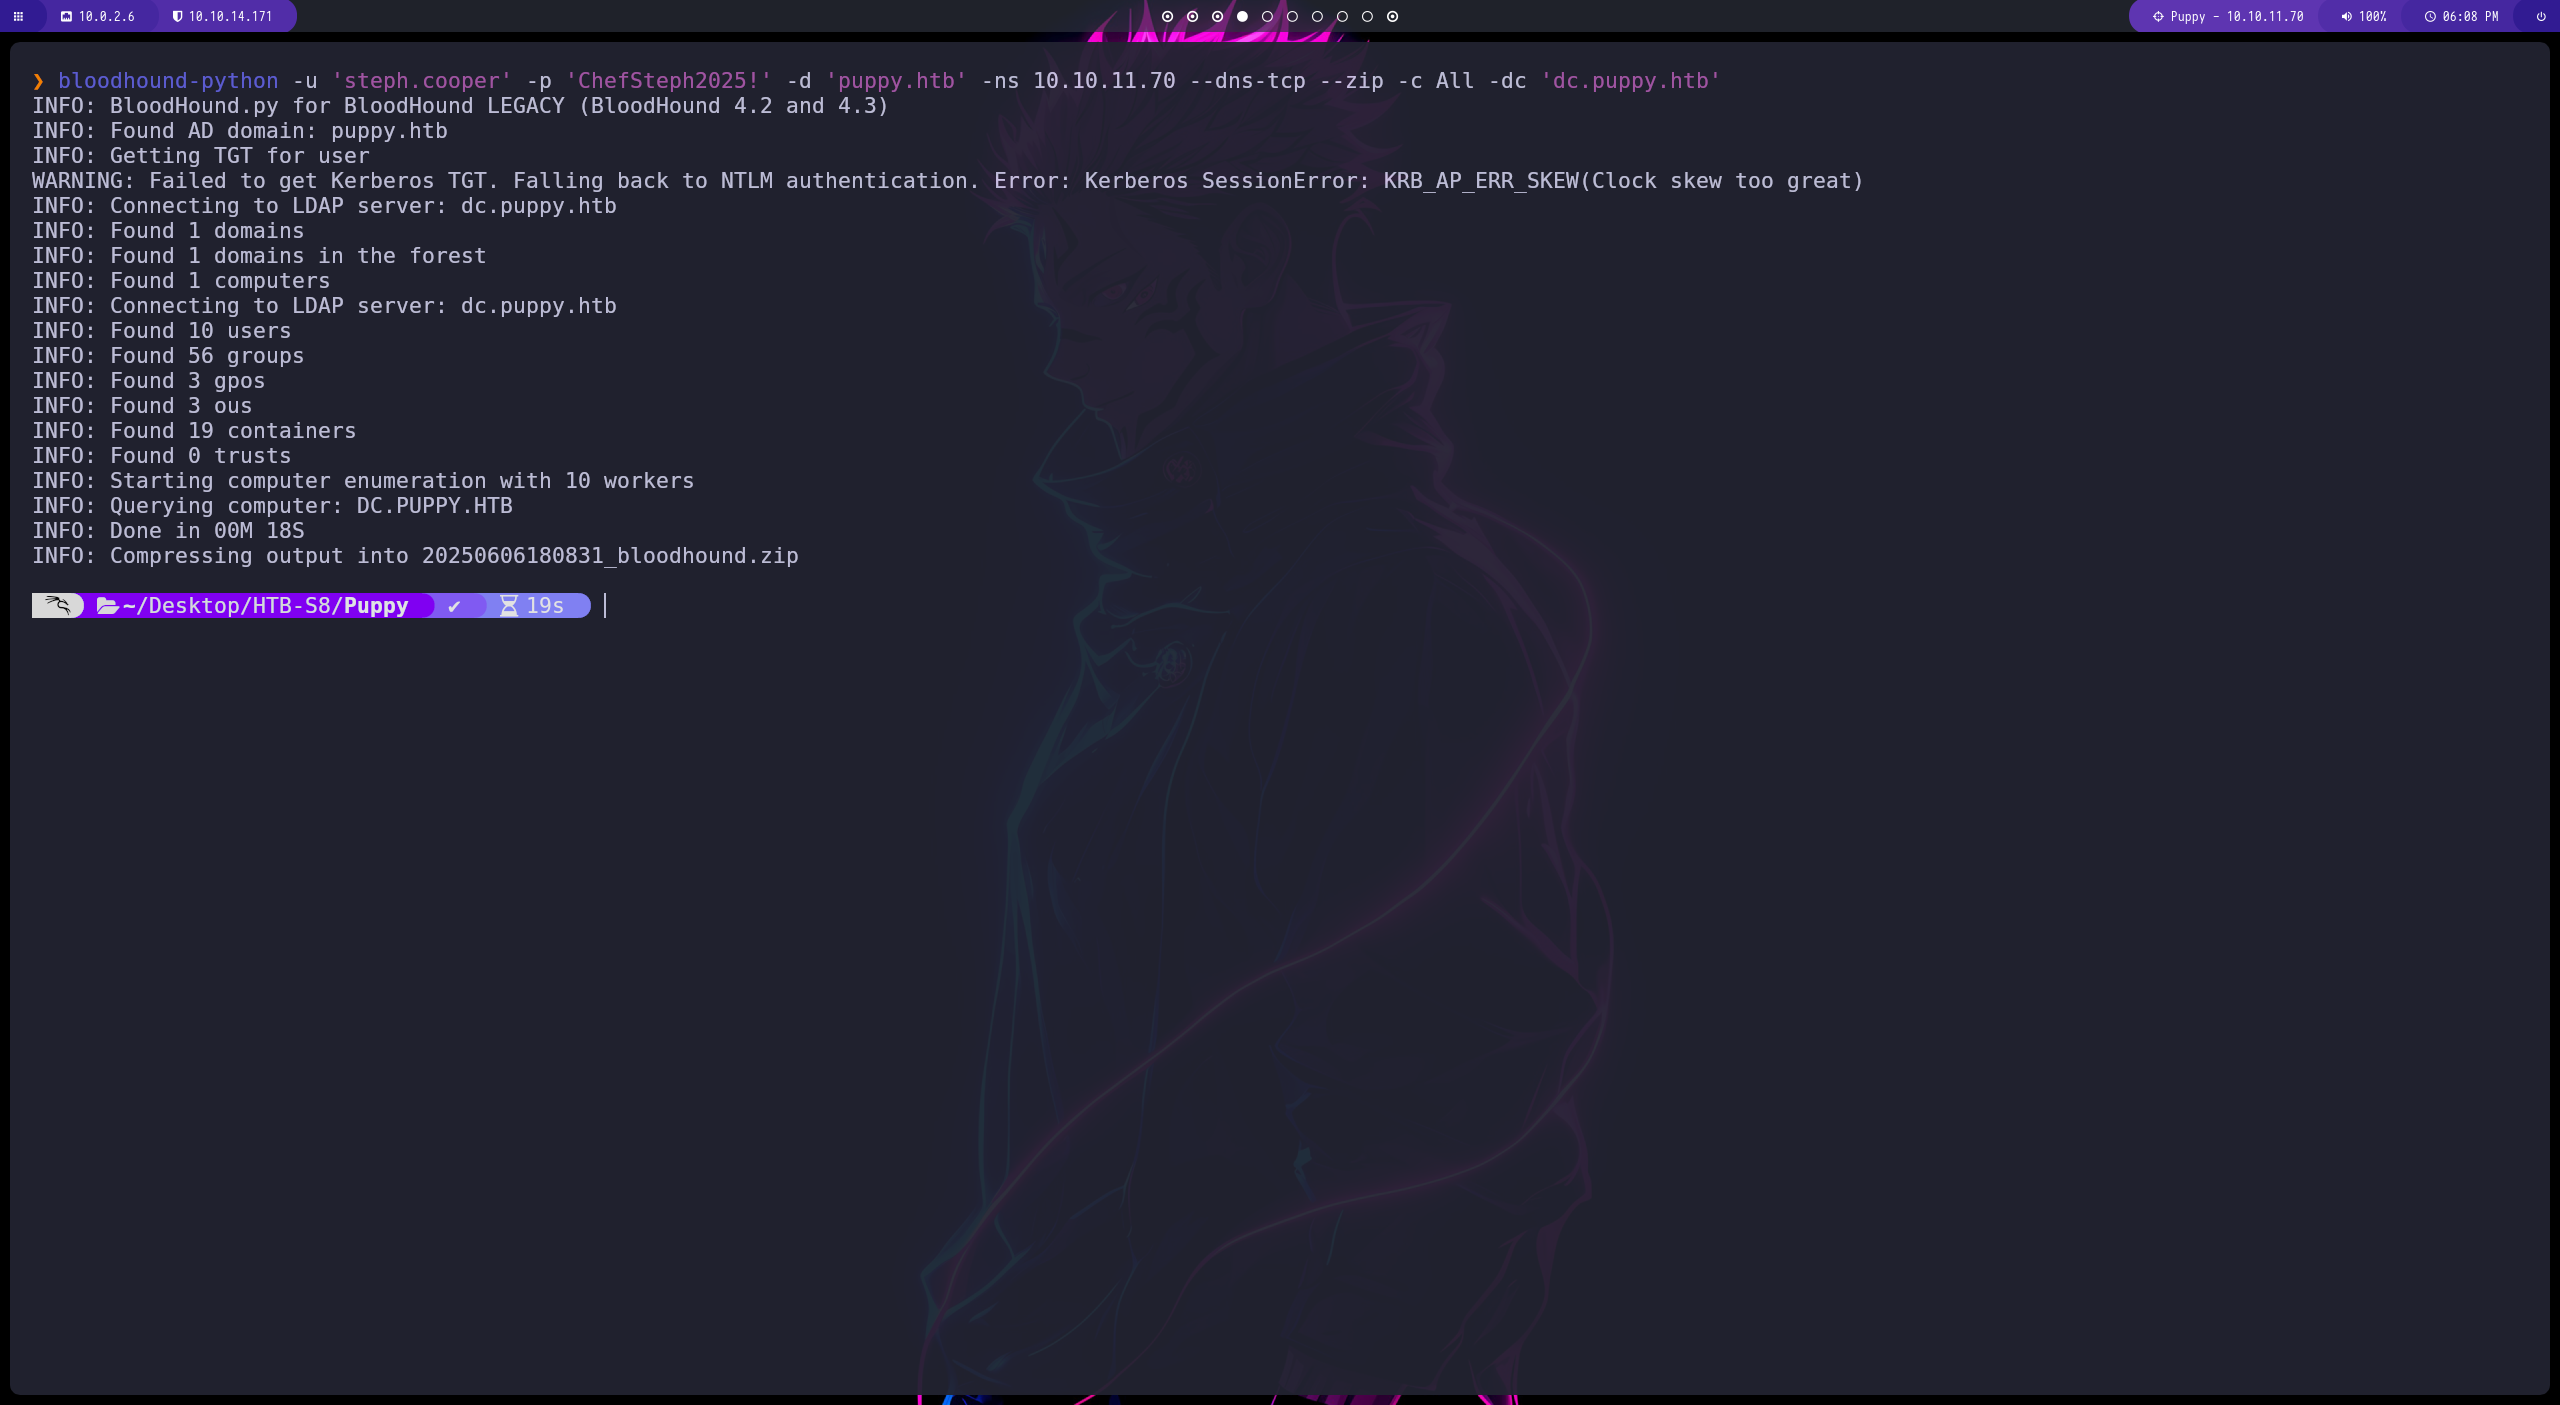 10.0.2.6 10.10.14.171 Puppy - 10.10.11.70 100% 06:08 PM
❯ bloodhound-python -u 'steph.cooper' -p 'ChefSteph2025!' -d 'puppy.htb' -ns 10.10.11.70 --dns-tcp --zip -c All -dc 'dc.puppy.htb'
INFO: BloodHound.py for BloodHound LEGACY (BloodHound 4.2 and 4.3)
INFO: Found AD domain: puppy.htb
INFO: Getting TGT for user
WARNING: Failed to get Kerberos TGT. Falling back to NTLM authentication. Error: Kerberos SessionError: KRB_AP_ERR_SKEW(Clock skew too great)
INFO: Connecting to LDAP server: dc.puppy.htb
INFO: Found 1 domains
INFO: Found 1 domains in the forest
INFO: Found 1 computers
INFO: Connecting to LDAP server: dc.puppy.htb
INFO: Found 10 users
INFO: Found 56 groups
INFO: Found 3 gpos
INFO: Found 3 ous
INFO: Found 19 containers
INFO: Found 0 trusts
INFO: Starting computer enumeration with 10 workers
INFO: Querying computer: DC.PUPPY.HTB
INFO: Done in 00M 18S
INFO: Compressing output into 20250606180831_bloodhound.zip
~/Desktop/HTB-S8/Puppy ✔ 19s